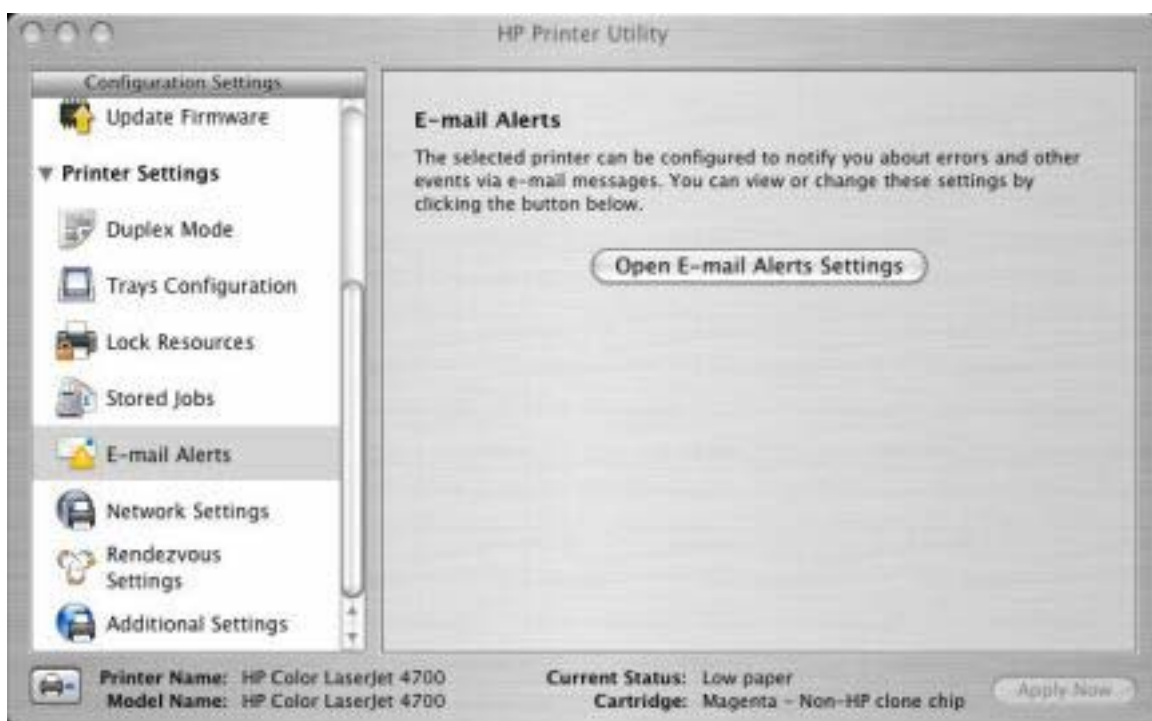 HP Printer Utility
Configuration Settings
Update Firmware
Printer Settings
Duplex Mode
Trays Configuration
Lock Resources
Stored Jobs
E-mail Alerts
Network Settings
Rendezvous
Settings
Additional Settings
E-mail Alerts
The selected printer can be configured to notify you about errors and other
events via e-mail messages. You can view or change these settings by
clicking the button below.
Open E-mail Alerts Settings
Printer Name: HP Color LaserJet 4700
Model Name: HP Color LaserJet 4700
Current Status: Low paper
Cartridge: Magenta - Non-HP clone chip
Apply Now